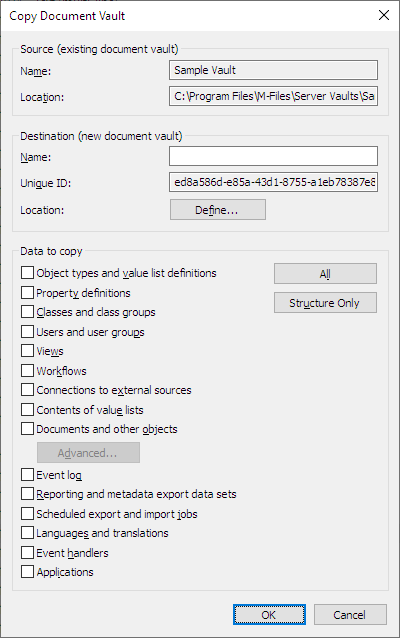 Copy Document Vault
Source (existing document vault)
Name:
Sample Vault
Location:
C:\Program Files\M-Files\Server Vaults\Sa
Destination (new document vault)
Name:
Unique ID:
ed8a586d-e85a-43d1-8755-a1eb78387e8
Location:
Define...
Data to copy
Object types and value list definitions
All
Property definitions
Structure Only
Classes and class groups
Users and user groups
Views
Workflows
Connections to external sources
Contents of value lists
Documents and other objects
Advanced...
Event log
Reporting and metadata export data sets
Scheduled export and import jobs
Languages and translations
Event handlers
Applications
OK
Cancel